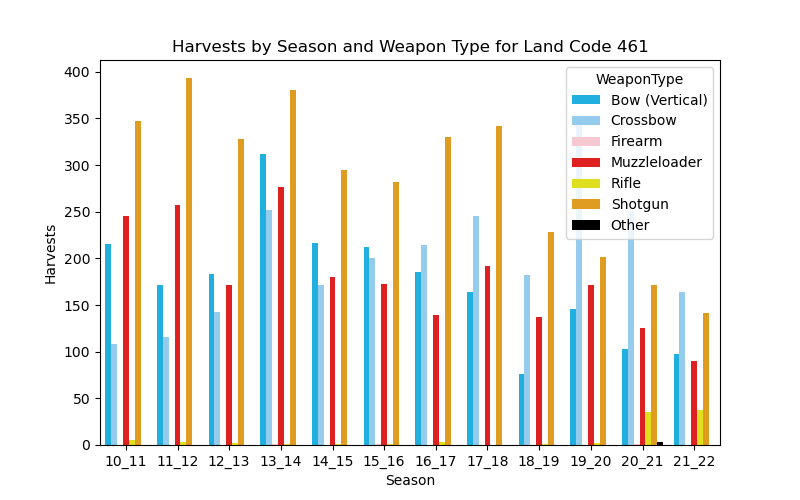 Harvests by Season and Weapon Type for Land Code 461
400
350
300
250
200
150
100
50
0
Harvests
WeaponType
Bow (Vertical)
Crossbow
Firearm
Muzzleloader
Rifle
Shotgun
Other
10_11 11_12 12_13 13_14 14_15 15_16 16_17 17_18 18_19 19_20 20_21 21_22
Season